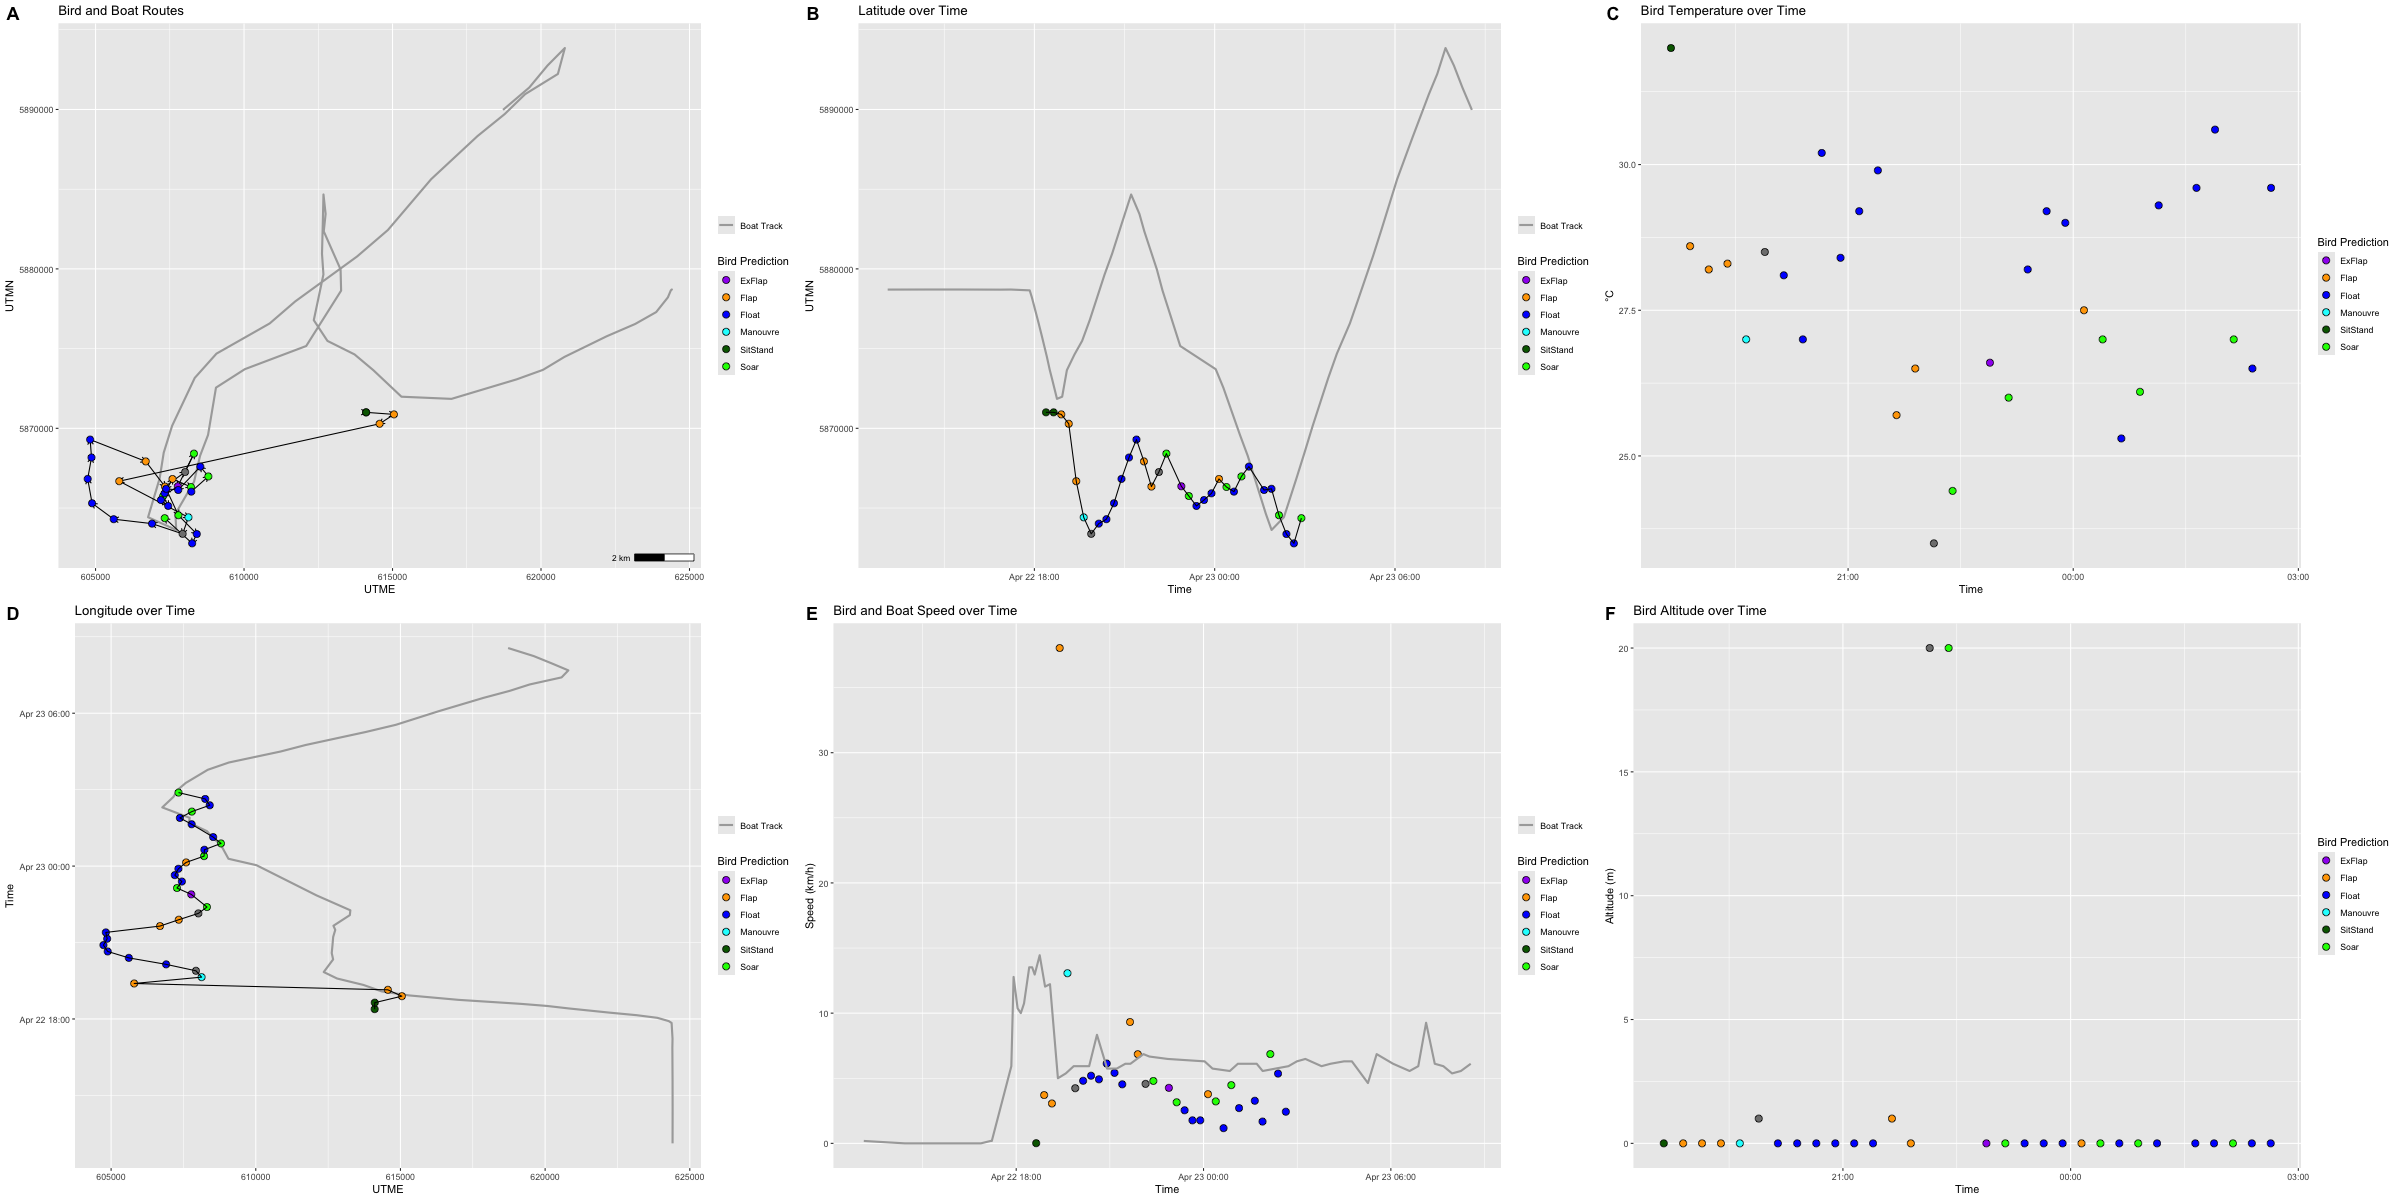 A Bird and Boat Routes
UTMN
5890000
5880000
5870000
605000 610000 615000 620000 625000
UTME
2 km
Boat Track
Bird Prediction
ExFlap
Flap
Float
Manouvre
SitStand
Soar
B Latitude over Time
UTMN
5890000
5880000
5870000
Apr 22 18:00 Apr 23 00:00 Apr 23 06:00
Time
Boat Track
Bird Prediction
ExFlap
Flap
Float
Manouvre
SitStand
Soar
C Bird Temperature over Time
°C
30.0
27.5
25.0
21:00 00:00 03:00
Time
Bird Prediction
ExFlap
Flap
Float
Manouvre
SitStand
Soar
D Longitude over Time
Time
Apr 23 06:00
Apr 23 00:00
Apr 22 18:00
605000 610000 615000 620000 625000
UTME
Boat Track
Bird Prediction
ExFlap
Flap
Float
Manouvre
SitStand
Soar
E Bird and Boat Speed over Time
Speed (km/h)
30
20
10
0
Apr 22 18:00 Apr 23 00:00 Apr 23 06:00
Time
Boat Track
Bird Prediction
ExFlap
Flap
Float
Manouvre
SitStand
Soar
F Bird Altitude over Time
Altitude (m)
20
15
10
5
0
21:00 00:00 03:00
Time
Bird Prediction
ExFlap
Flap
Float
Manouvre
SitStand
Soar